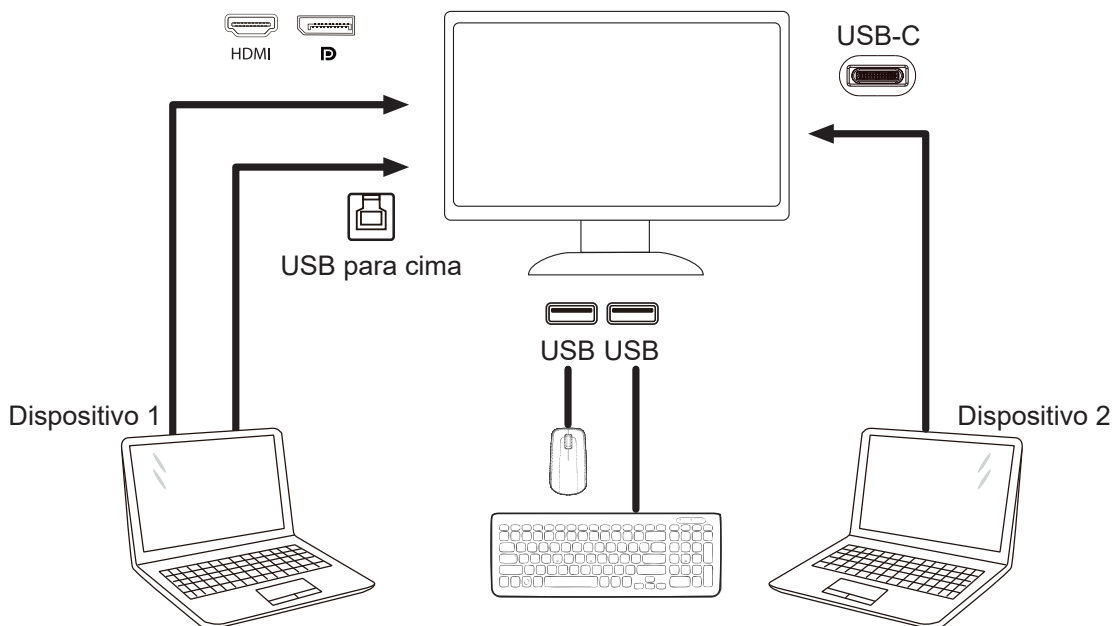 HDMI
USB-C
USB para cima
USB USB
Dispositivo 1
Dispositivo 2